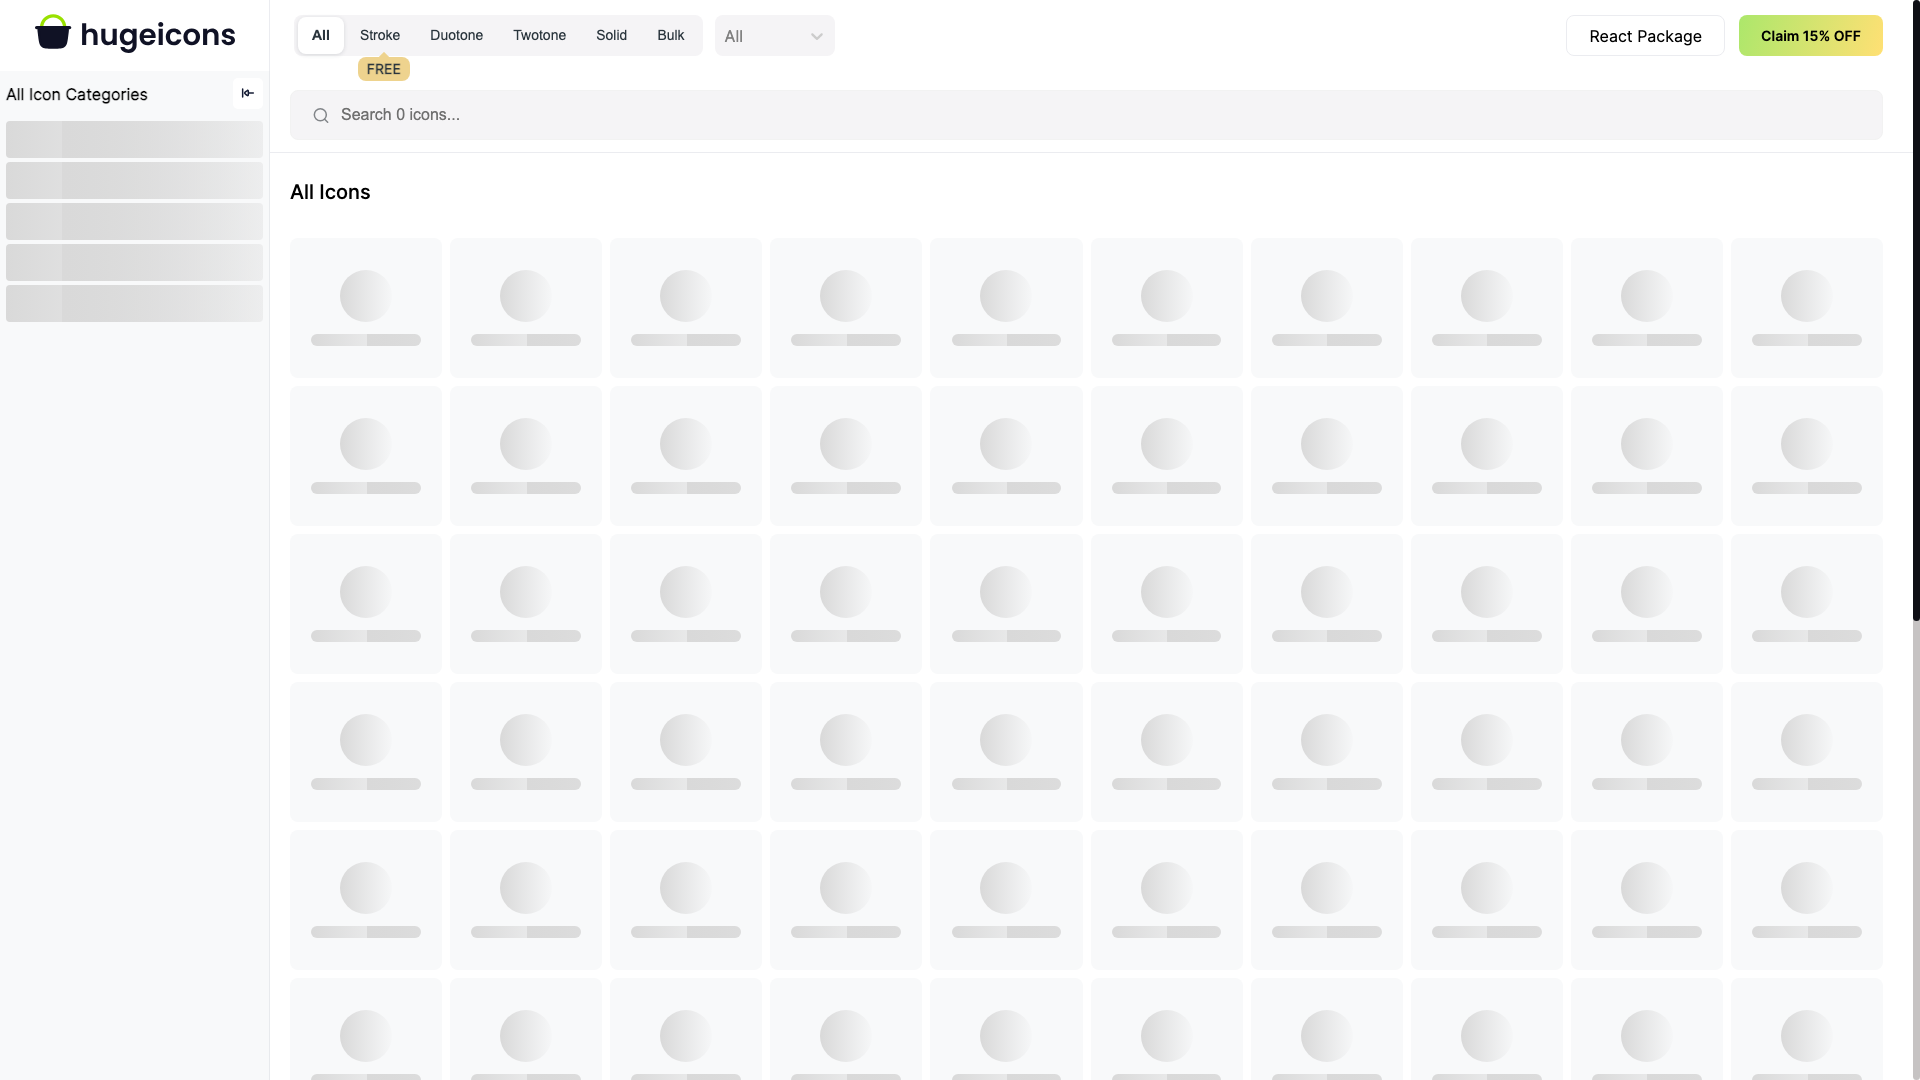 hugeicons
All Stroke Duotone Twotone Solid Bulk
All
React Package
Claim 15% OFF
FREE
All Icon Categories
Search 0 icons...
All Icons